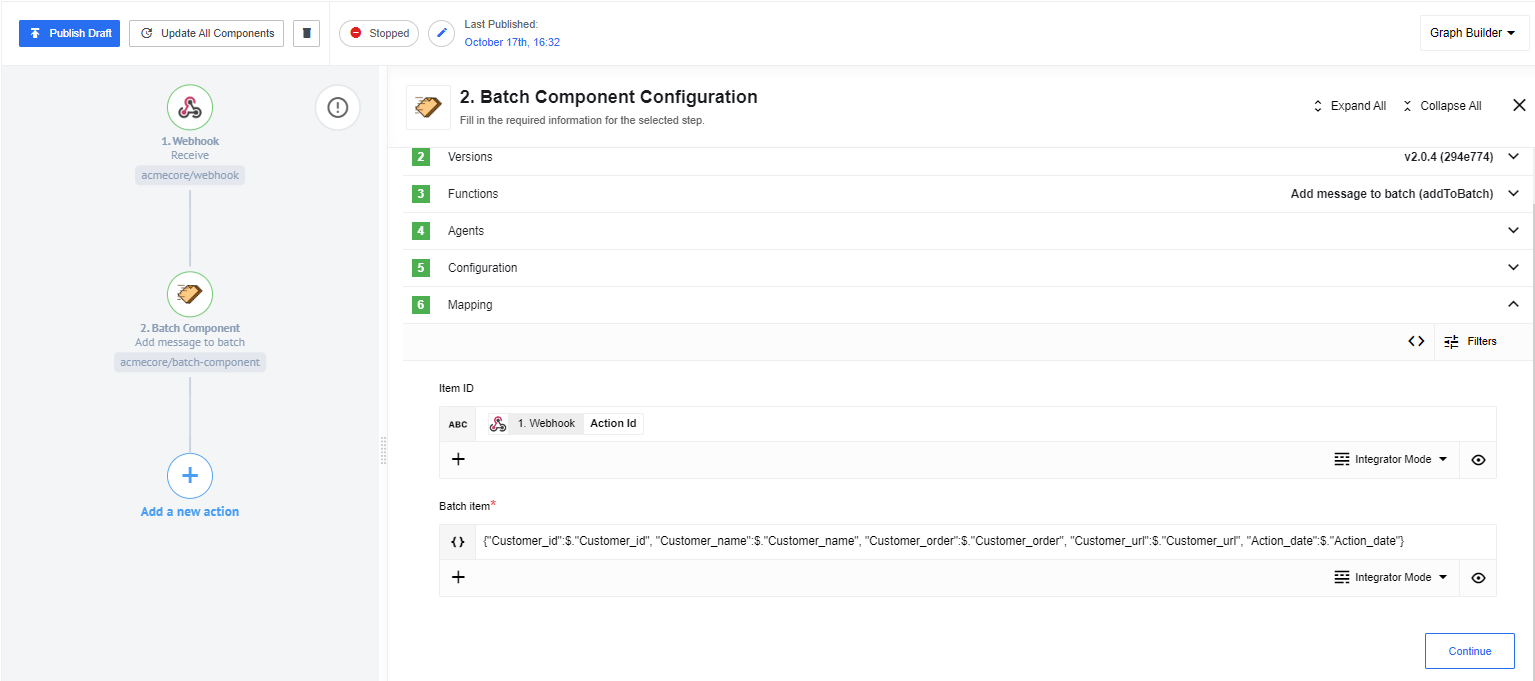 Publish Draft
Update All Components
Stopped
Last Published:
October 17th, 16:32
Graph Builder
1. Webhook
Receive
acmecore/webhook
2. Batch Component
Add message to batch
acmecore/batch-component
Add a new action
2. Batch Component Configuration
Fill in the required information for the selected step.
Expand All
Collapse All
2 Versions v2.0.4 (294e774)
3 Functions Add message to batch (addToBatch)
4 Agents
5 Configuration
6 Mapping
Filters
Item ID
ABC 1. Webhook Action Id
Integrator Mode
Batch item*
{"Customer_id":$."Customer_id", "Customer_name":$."Customer_name", "Customer_order":$."Customer_order", "Customer_url":$."Customer_url", "Action_date":$."Action_date"}
Integrator Mode
Continue